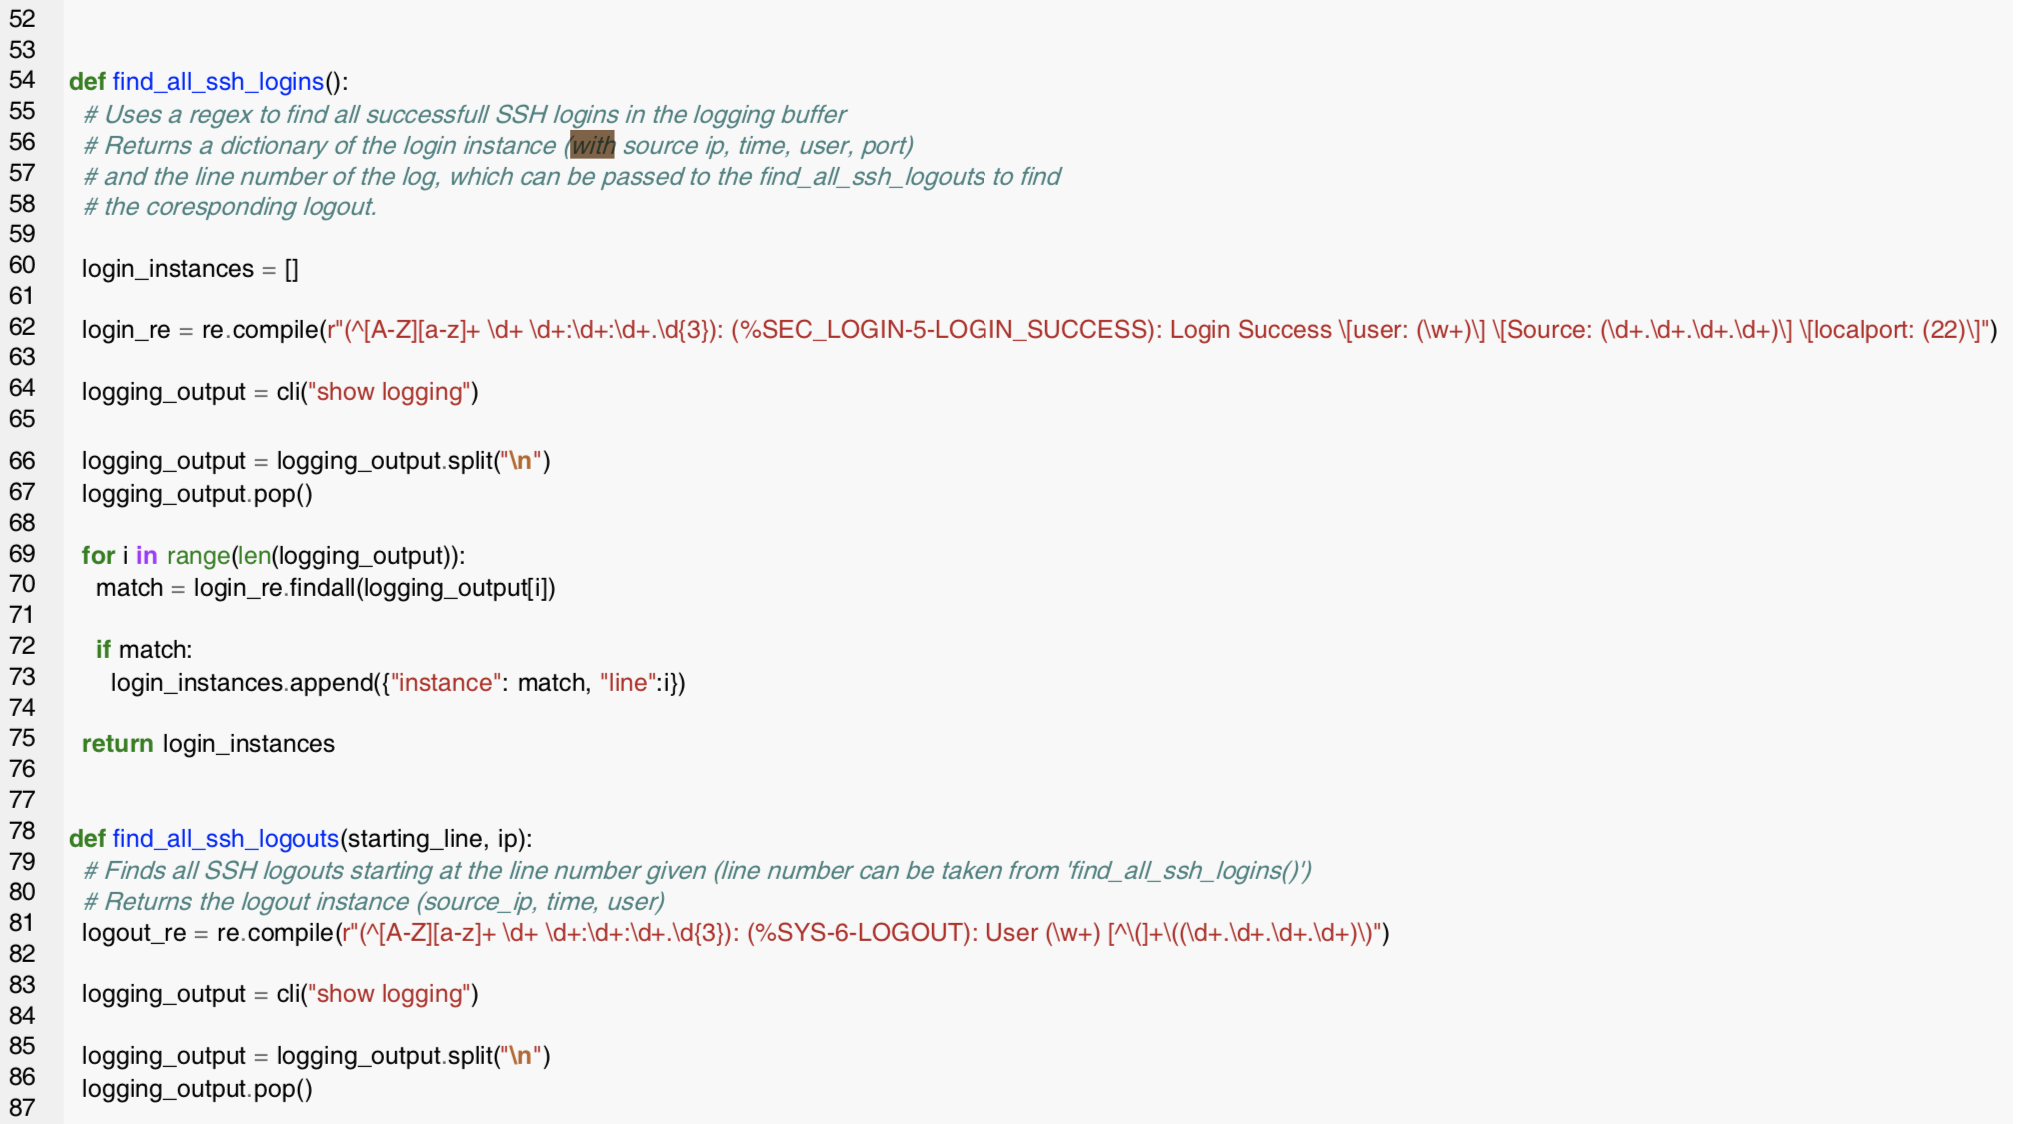 52
53
54 def find_all_ssh_logins():
55 # Uses a regex to find all successfull SSH logins in the logging buffer
56 # Returns a dictionary of the login instance (with source ip, time, user, port)
57 # and the line number of the log, which can be passed to the find_all_ssh_logouts to find
58 # the coresponding logout.
59
60 login_instances = []
61
62 login_re = re.compile(r"(^[A-Z][a-z]+ \d+ \d+:\d+:\d+.\d{3}): (%SEC_LOGIN-5-LOGIN_SUCCESS): Login Success \[user: (\w+)\] \[Source: (\d+.\d+.\d+.\d+)\] \[localport: (22)\]")
63
64 logging_output = cli("show logging")
65
66 logging_output = logging_output.split("\n")
67 logging_output.pop()
68
69 for i in range(len(logging_output)):
70 match = login_re.findall(logging_output[i])
71
72 if match:
73 login_instances.append({"instance": match, "line":i})
74
75 return login_instances
76
77
78 def find_all_ssh_logouts(starting_line, ip):
79 # Finds all SSH logouts starting at the line number given (line number can be taken from 'find_all_ssh_logins()')
80 # Returns the logout instance (source_ip, time, user)
81 logout_re = re.compile(r"(^[A-Z][a-z]+ \d+ \d+:\d+:\d+.\d{3}): (%SYS-6-LOGOUT): User (\w+) [^\(]+\((\d+.\d+.\d+.\d+)\)")
82
83 logging_output = cli("show logging")
84
85 logging_output = logging_output.split("\n")
86 logging_output.pop()
87